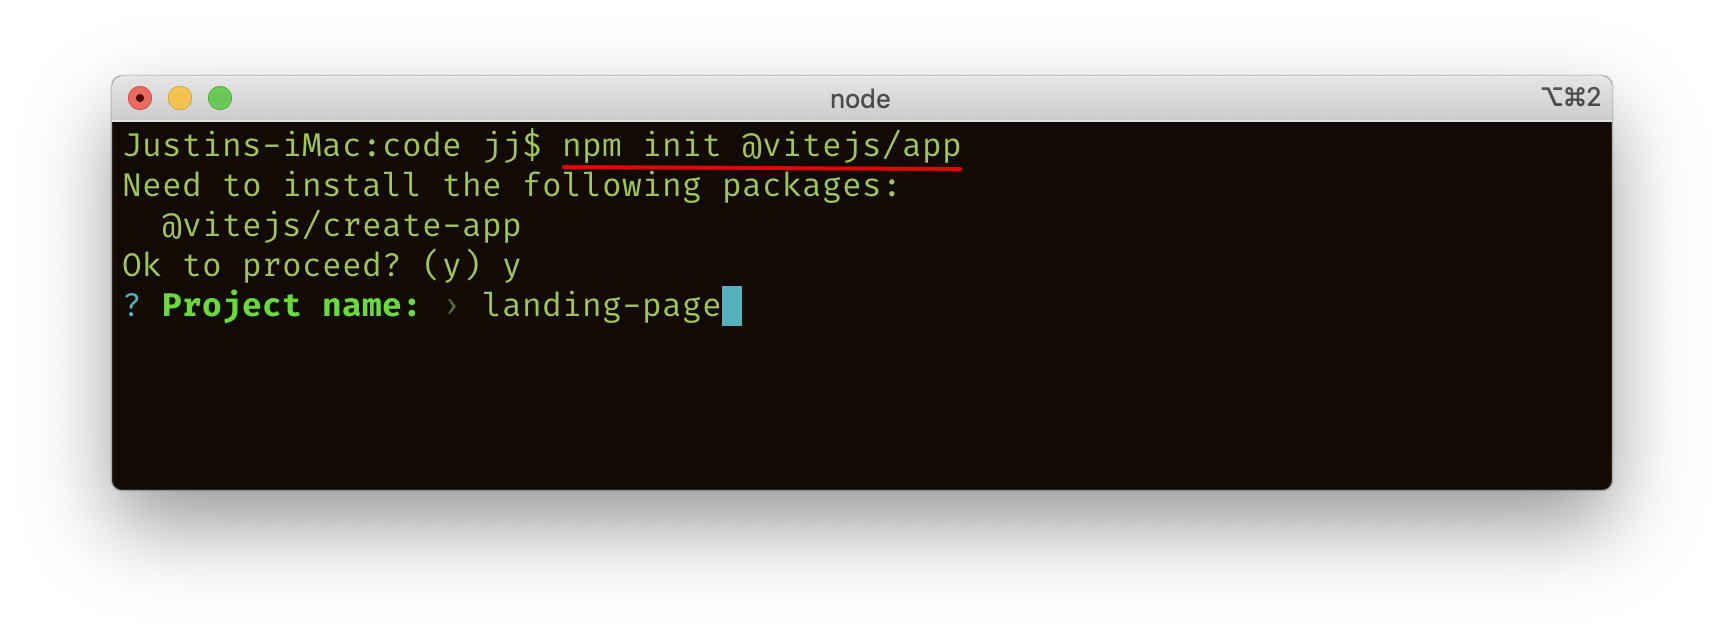 node
⌥⌘2
Justins-iMac:code jj$ npm init @vitejs/app
Need to install the following packages:
  @vitejs/create-app
Ok to proceed? (y) y
? Project name: › landing-page